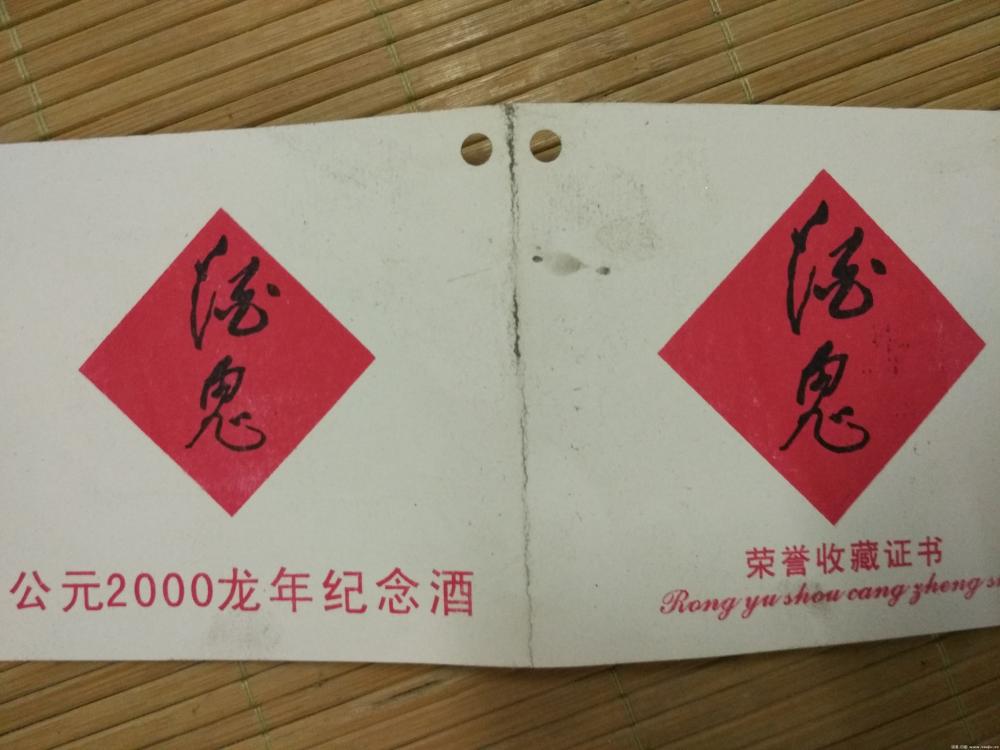 酒鬼
公元2000龙年纪念酒
酒鬼
荣誉收藏证书
Rong yu shou cang zheng